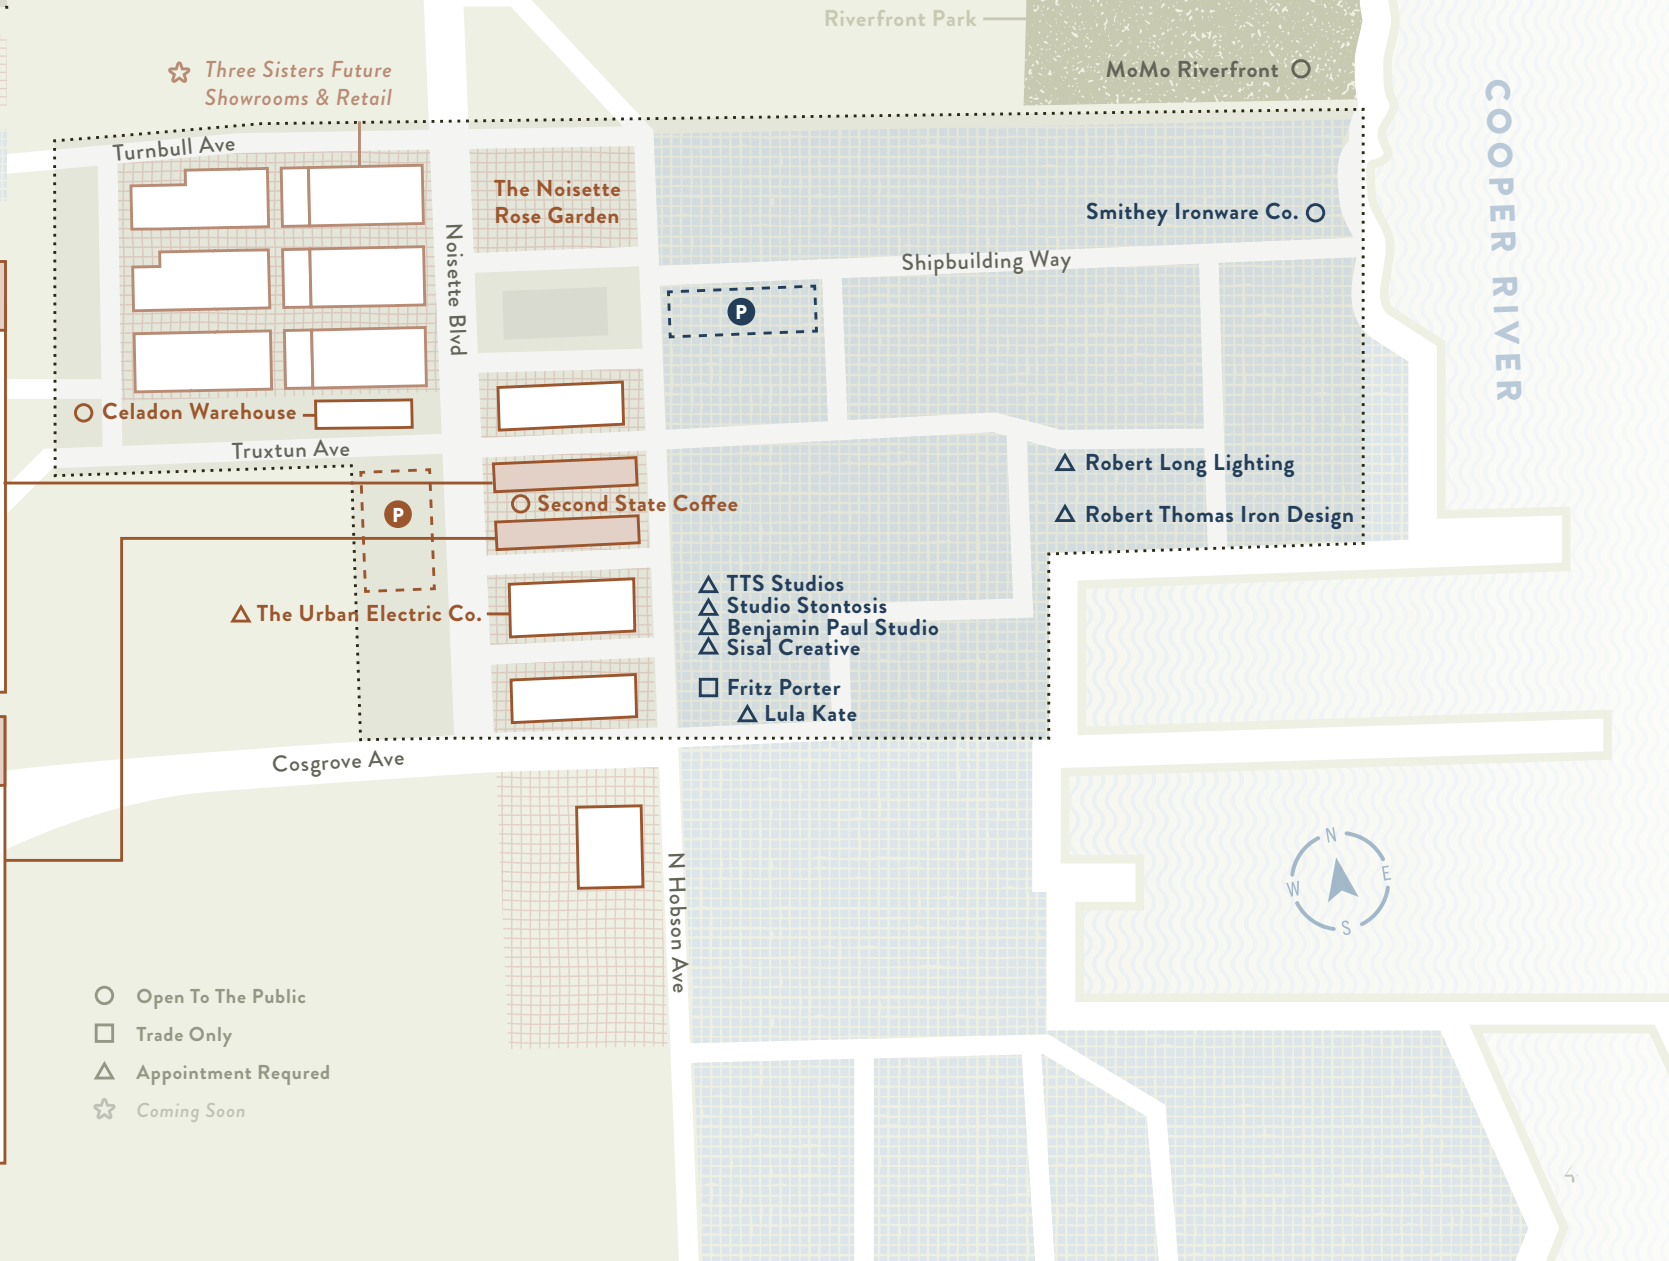 Riverfront Park
MoMo Riverfront
Three Sisters Future
Showrooms & Retail
COOPER RIVER
Turnbull Ave
The Noisette
Rose Garden
Smithey Ironware Co.
Noisette Blvd
Shipbuilding Way
P
Celadon Warehouse
Truxtun Ave
Robert Long Lighting
Second State Coffee
P
Robert Thomas Iron Design
TTS Studios
Studio Stontosis
The Urban Electric Co.
Benjamin Paul Studio
Sisal Creative
Fritz Porter
Lula Kate
Cosgrove Ave
N
E
W
S
N Hobson Ave
Open To The Public
Trade Only
Appointment Requred
Coming Soon